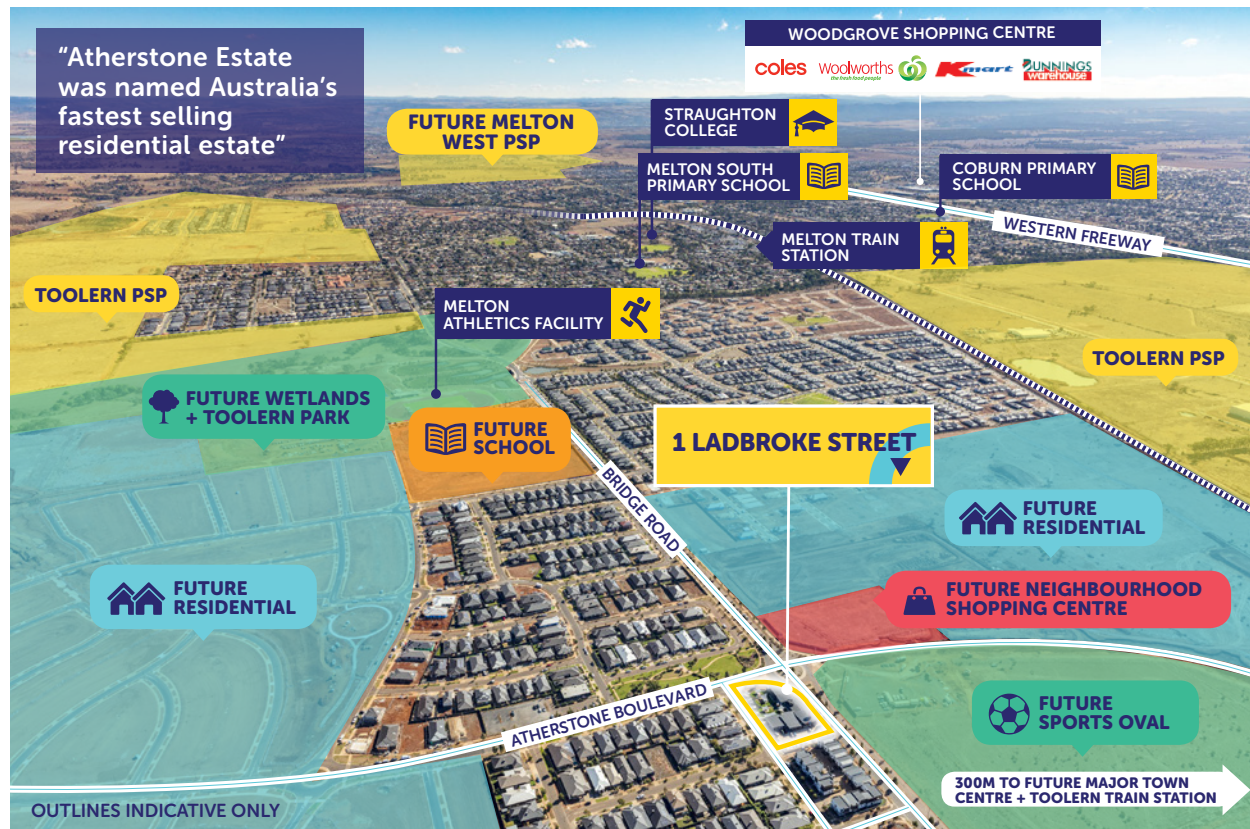 “Atherstone Estate
was named Australia’s
fastest selling
residential estate”
WOODGROVE SHOPPING CENTRE
coles
Woolworths
the fresh food people
Kmart
BUNNINGS
warehouse
FUTURE MELTON
WEST PSP
STRAUGHTON
COLLEGE
MELTON SOUTH
PRIMARY SCHOOL
COBURN PRIMARY
SCHOOL
WESTERN FREEWAY
MELTON TRAIN
STATION
TOOLERN PSP
MELTON
ATHLETICS FACILITY
TOOLERN PSP
FUTURE WETLANDS
+ TOOLERN PARK
FUTURE
SCHOOL
1 LADBROKE STREET
BRIDGE ROAD
FUTURE
RESIDENTIAL
FUTURE
RESIDENTIAL
FUTURE NEIGHBOURHOOD
SHOPPING CENTRE
ATHERSTONE BOULEVARD
FUTURE
SPORTS OVAL
300M TO FUTURE MAJOR TOWN
CENTRE + TOOLERN TRAIN STATION
OUTLINES INDICATIVE ONLY